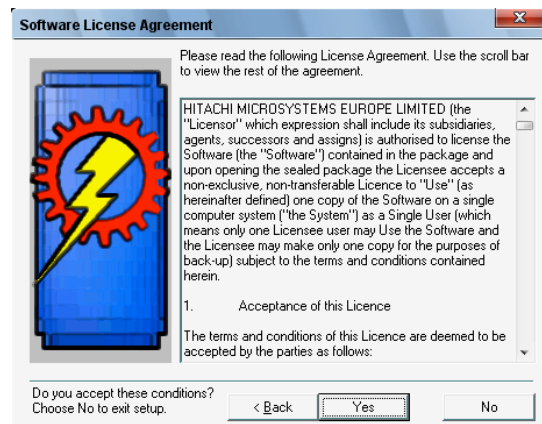 Software License Agreement
X
Please read the following License Agreement. Use the scroll bar
to view the rest of the agreement.
HITACHI MICROSYSTEMS EUROPE LIMITED (the
"Licensor" which expression shall include its subsidiaries,
agents, successors and assigns) is authorised to license the
Software (the "Software") contained in the package and
upon opening the sealed package the Licensee accepts a
non-exclusive, non-transferable Licence to "Use" (as
hereinafter defined) one copy of the Software on a single
computer system ("the System") as a Single User (which
means only one Licensee user may Use the Software and
the Licensee may make only one copy for the purposes of
back-up) subject to the terms and conditions contained
herein.
1. Acceptance of this Licence
The terms and conditions of this Licence are deemed to be
accepted by the parties as follows:
Do you accept these conditions?
Choose No to exit setup.
< Back
Yes
No